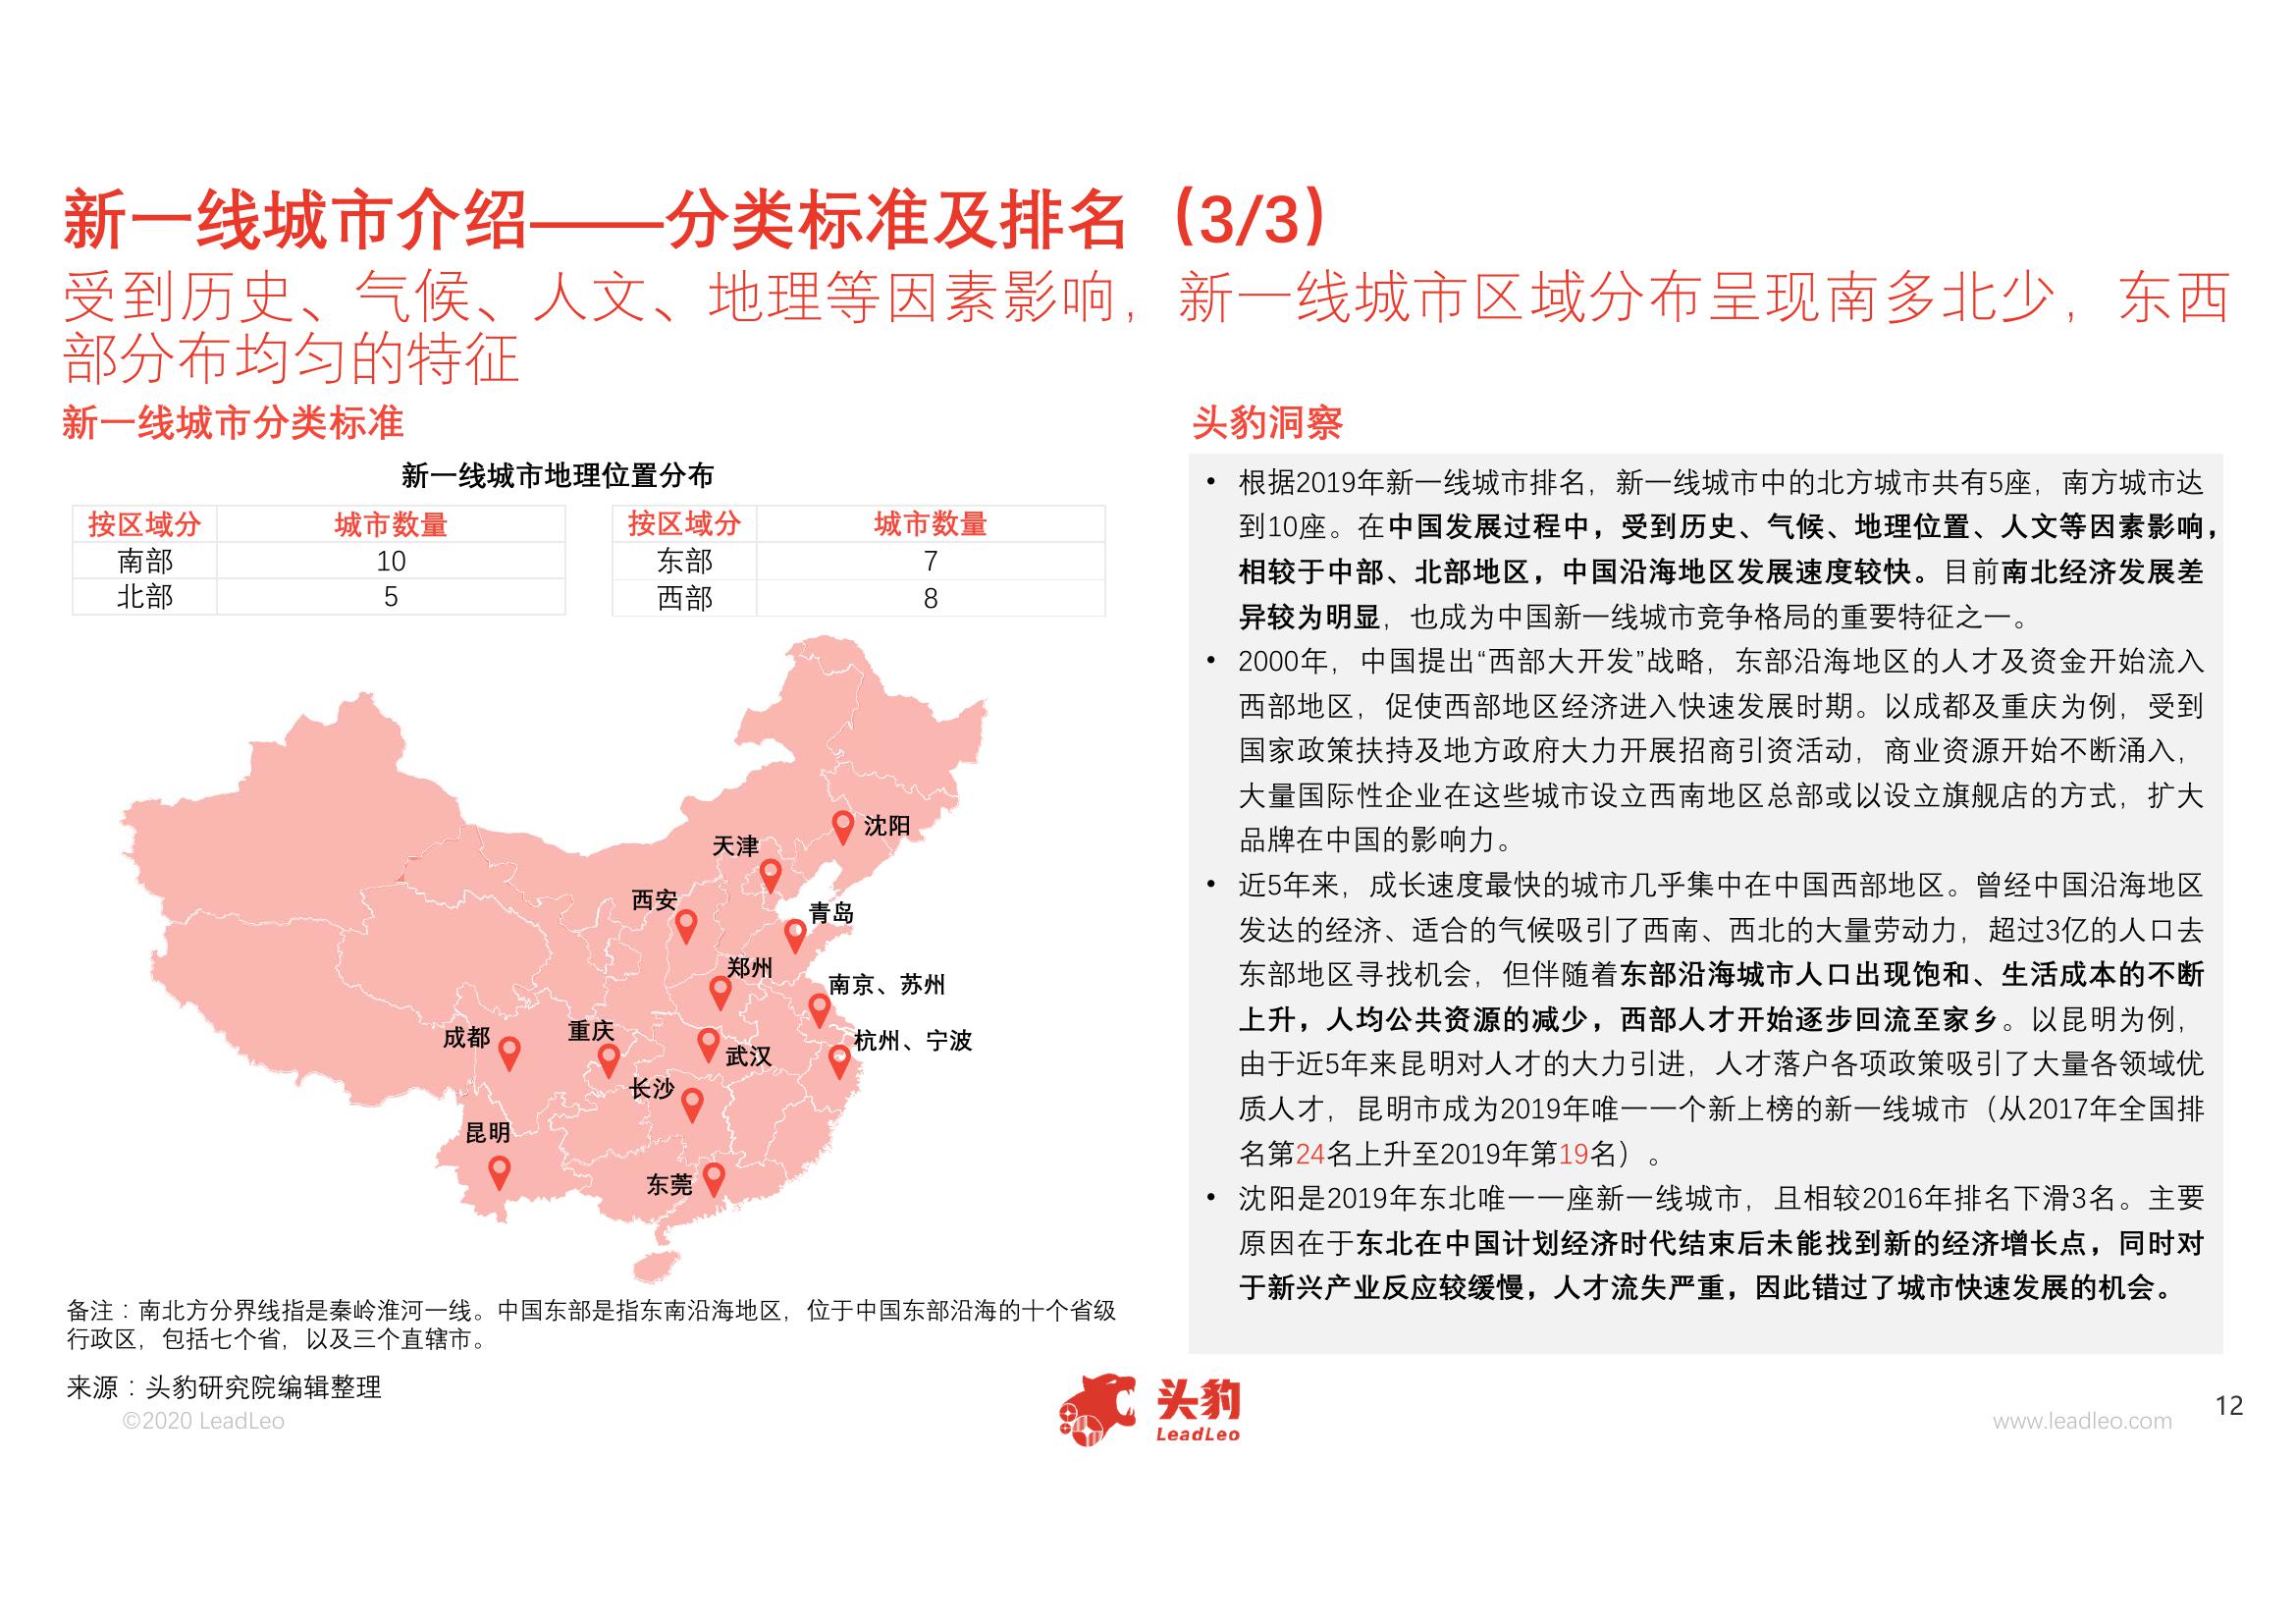 新一线城市介绍——分类标准及排名（3/3）
受到历史、气候、人文、地理等因素影响，新一线城市区域分布呈现南多北少，东西
部分布均匀的特征
新一线城市分类标准
新一线城市地理位置分布
按区域分 城市数量
南部 10
北部 5
按区域分 城市数量
东部 7
西部 8
沈阳
天津
西安
青岛
郑州
南京、苏州
成都
重庆
武汉
杭州、宁波
长沙
昆明
东莞
备注：南北方分界线指是秦岭淮河一线。中国东部是指东南沿海地区，位于中国东部沿海的十个省级
行政区，包括七个省，以及三个直辖市。
来源：头豹研究院编辑整理
头豹洞察
• 根据2019年新一线城市排名，新一线城市中的北方城市共有5座，南方城市达
到10座。在中国发展过程中，受到历史、气候、地理位置、人文等因素影响，
相较于中部、北部地区，中国沿海地区发展速度较快。目前南北经济发展差
异较为明显，也成为中国新一线城市竞争格局的重要特征之一。
• 2000年，中国提出“西部大开发”战略，东部沿海地区的人才及资金开始流入
西部地区，促使西部地区经济进入快速发展时期。以成都及重庆为例，受到
国家政策扶持及地方政府大力开展招商引资活动，商业资源开始不断涌入，
大量国际性企业在这些城市设立西南地区总部或以设立旗舰店的方式，扩大
品牌在中国的影响力。
• 近5年来，成长速度最快的城市几乎集中在中国西部地区。曾经中国沿海地区
发达的经济、适合的气候吸引了西南、西北的大量劳动力，超过3亿的人口去
东部地区寻找机会，但伴随着东部沿海城市人口出现饱和、生活成本的不断
上升，人均公共资源的减少，西部人才开始逐步回流至家乡。以昆明为例，
由于近5年来昆明对人才的大力引进，人才落户各项政策吸引了大量各领域优
质人才，昆明市成为2019年唯一一个新上榜的新一线城市（从2017年全国排
名第24名上升至2019年第19名）。
• 沈阳是2019年东北唯一一座新一线城市，且相较2016年排名下滑3名。主要
原因在于东北在中国计划经济时代结束后未能找到新的经济增长点，同时对
于新兴产业反应较缓慢，人才流失严重，因此错过了城市快速发展的机会。
©2020 LeadLeo
头豹
LeadLeo
www.leadleo.com
12